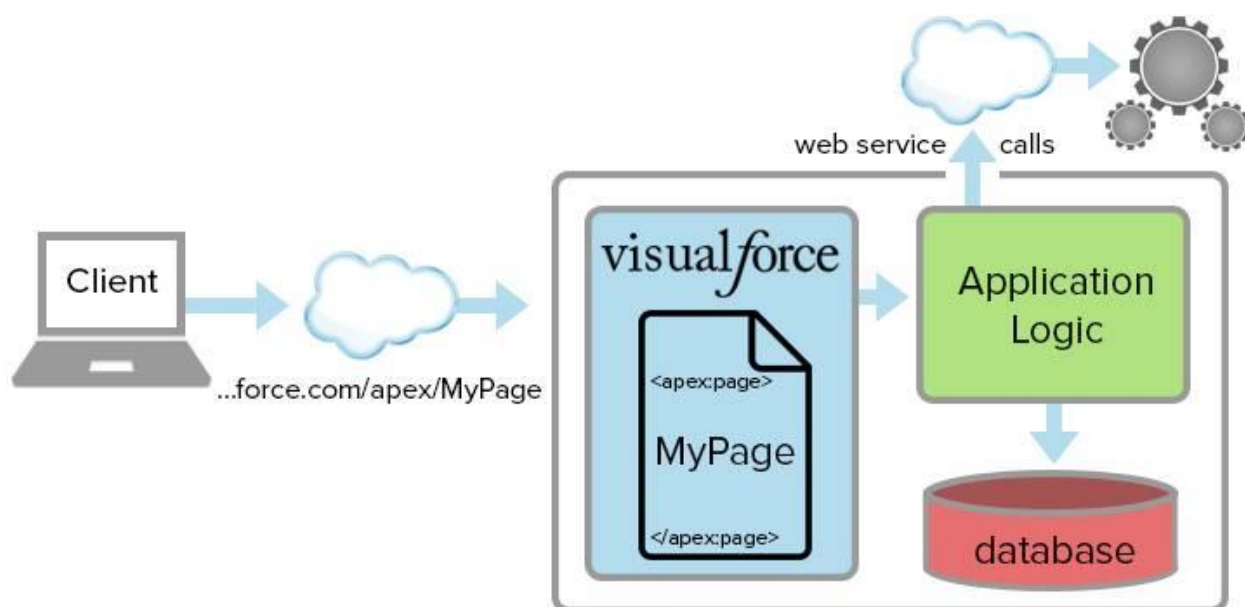 Client
...force.com/apex/MyPage
visualforce
<apex:page>
MyPage
</apex:page>
web service calls
Application
Logic
database